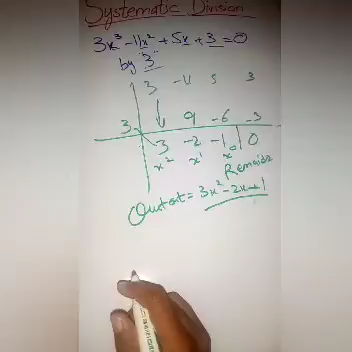 Systematic Division
3x³ - 11x² + 5x + 3 = 0
by 3
3 -11 5 3
3 9 -6 -3
3 -2 -1 0
x² x¹ x⁰
Remainder
= 3x² - 2x - 1